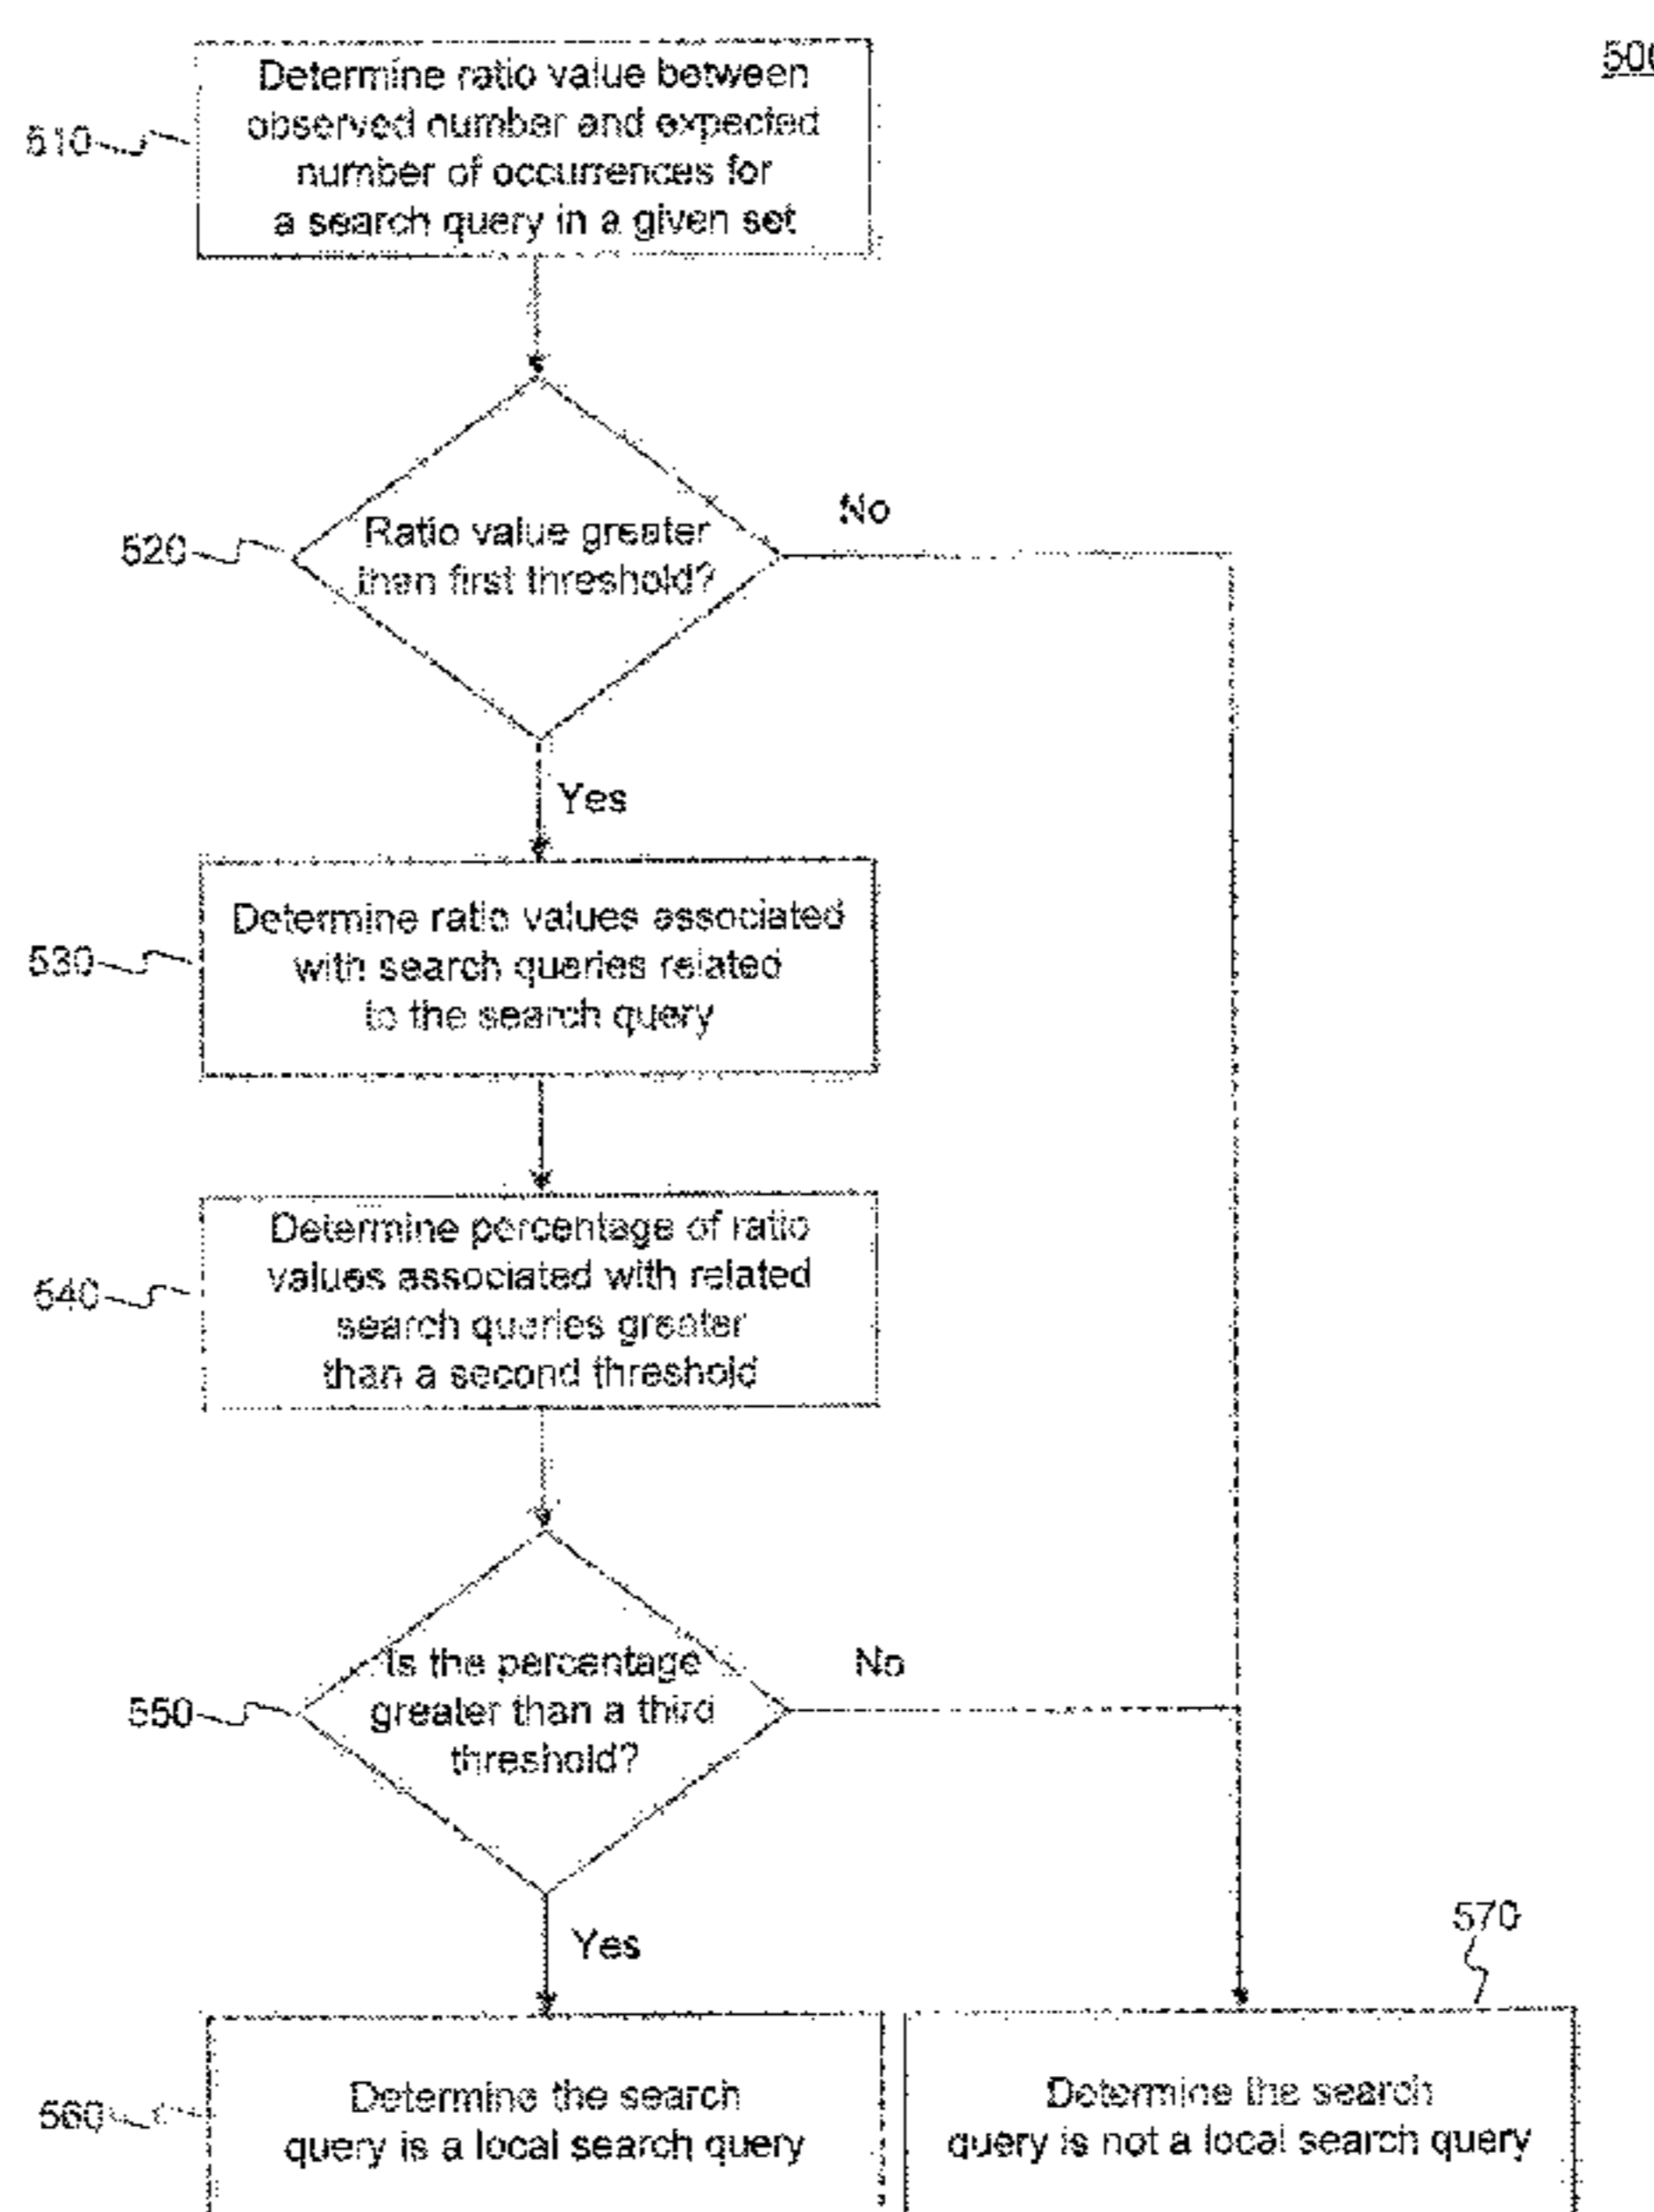 500
Determine ratio value between
observed number and expected
number of occurrences for
a search query in a given set
510
Ratio value greater
than first threshold?
520
No
Yes
Determine ratio values associated
with search queries related
to the search query
530
Determine percentage of ratio
values associated with related
search queries greater
than a second threshold
540
Is the percentage
greater than a third
threshold?
550
No
Yes
570
Determine the search
query is a local search query
560
Determine the search
query is not a local search query